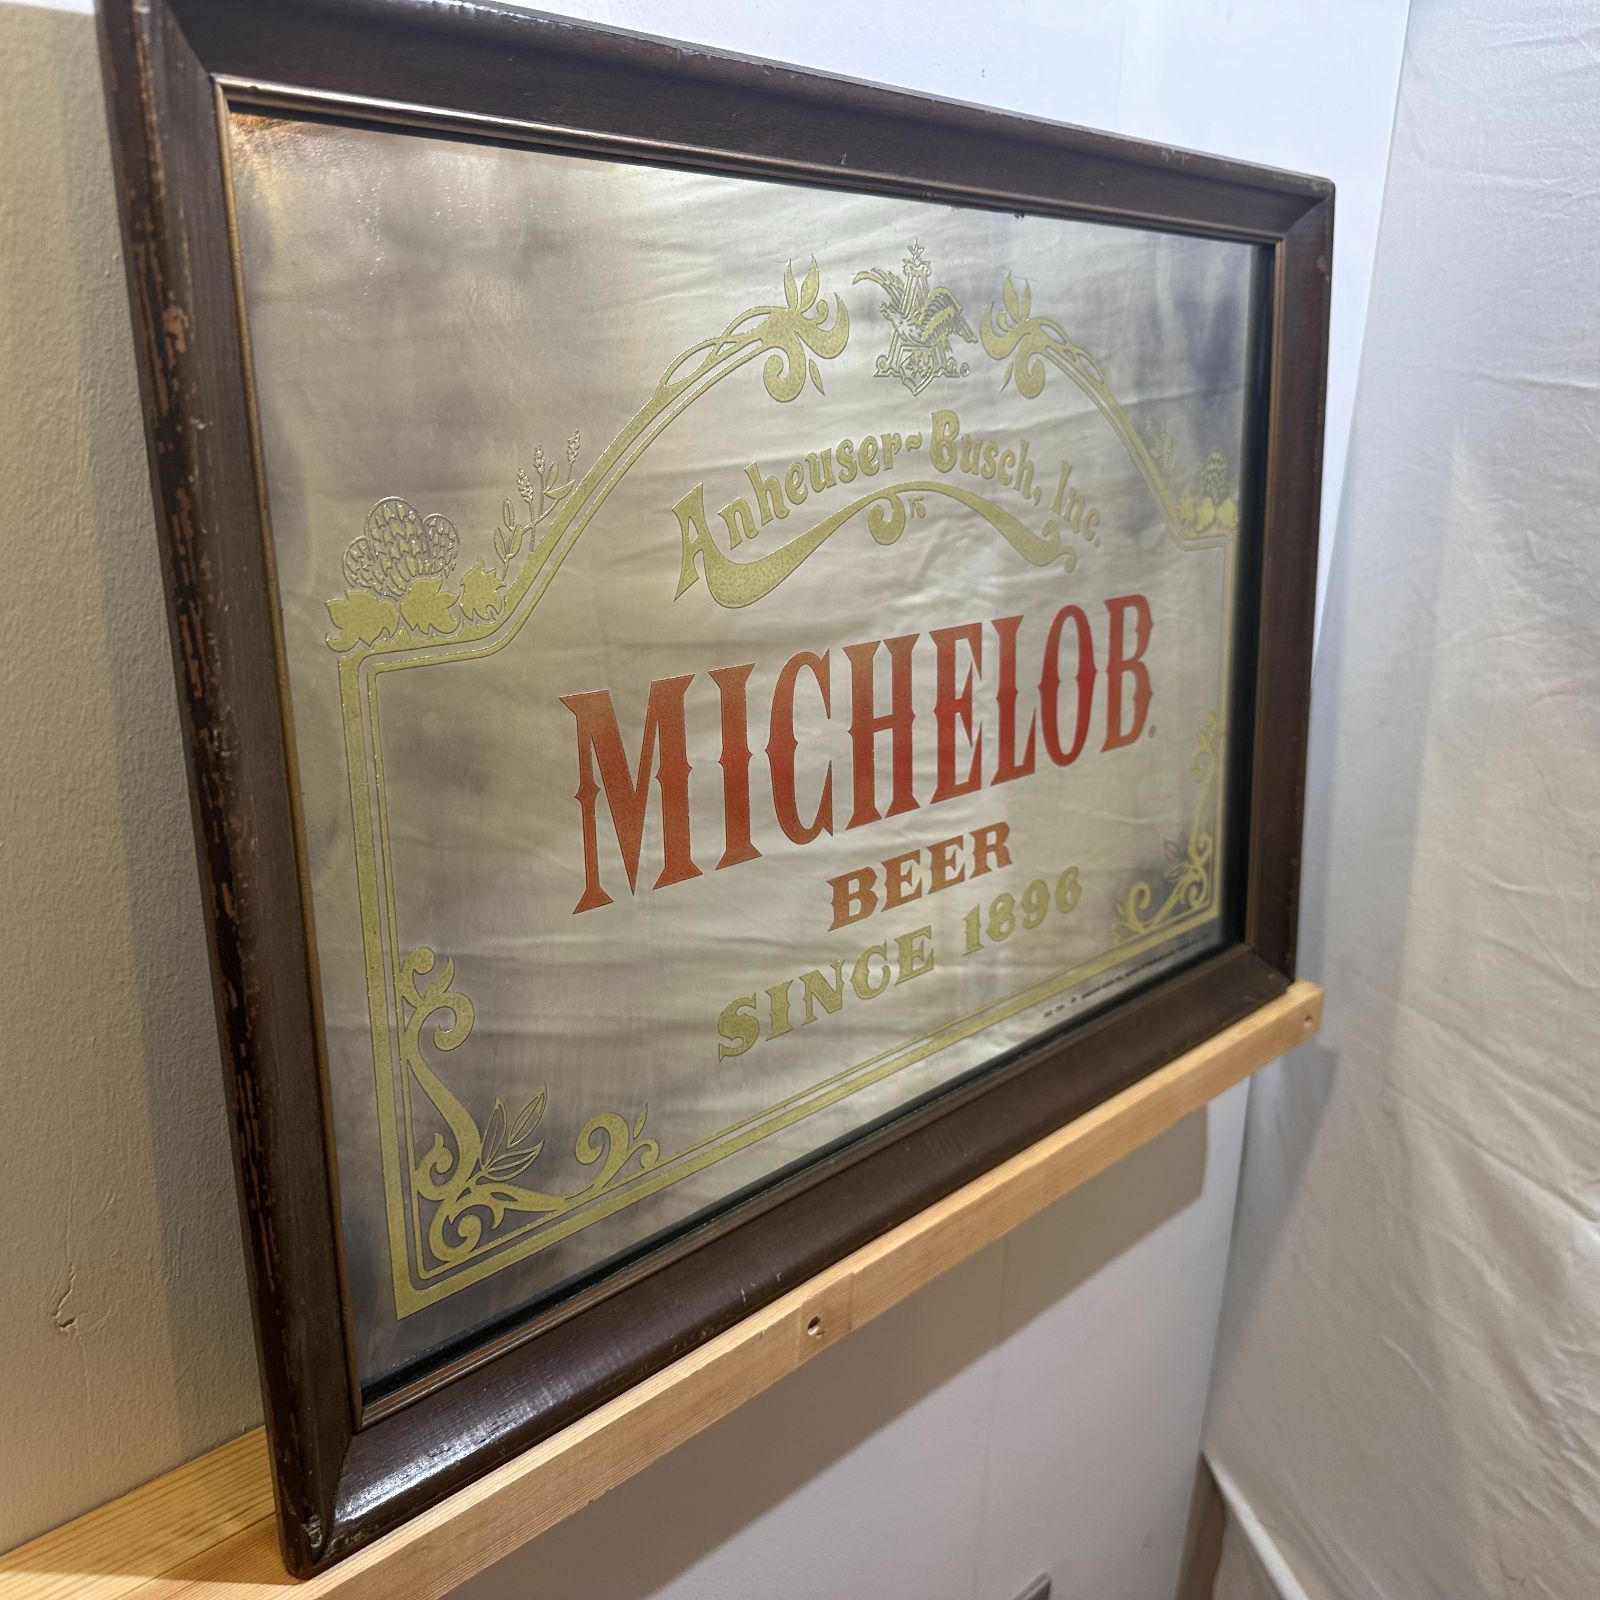 Anheuser-Busch, Inc.
MICHELOB®
BEER
SINCE 1896